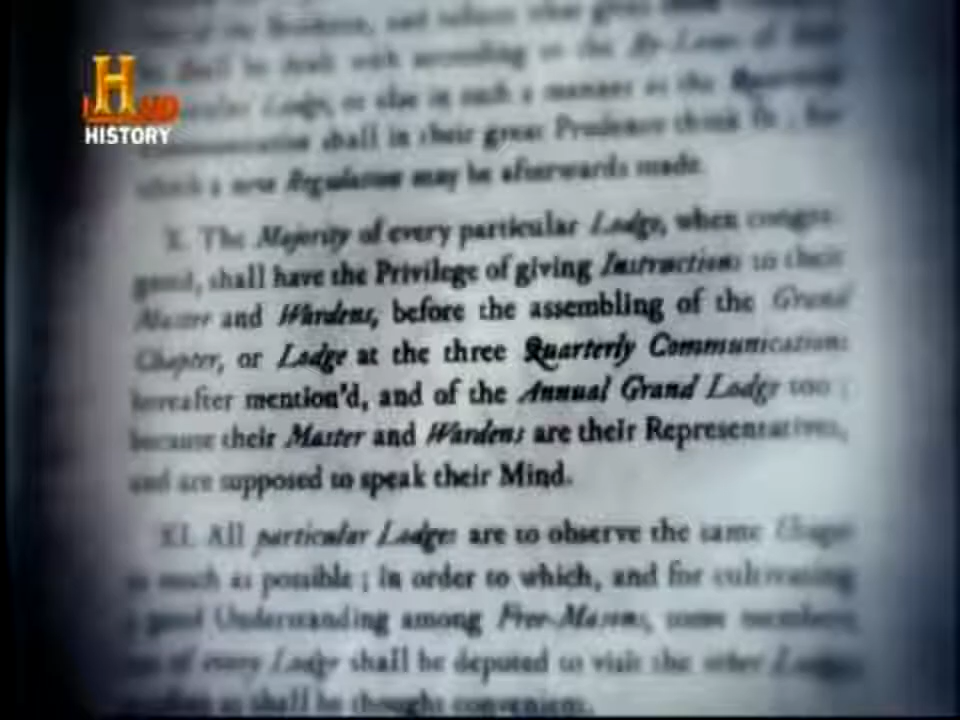 H
HISTORY
shall be dealt with according to the By-Laws of
Lodge, or else in such a manner as the Quarterly
Communication shall in their great Prudence think fit; for
which a new Regulation may be afterwards made.
X. The Majority of every particular Lodge, when congre-
gated, shall have the Privilege of giving Instructions to their
Master and Wardens, before the assembling of the Grand
Chapter, or Lodge at the three Quarterly Communications
hereafter mention'd, and of the Annual Grand Lodge too;
because their Master and Wardens are their Representatives,
and are supposed to speak their Mind.
XI. All particular Lodges are to observe the same Usages
as much as possible; in order to which, and for cultivating
a good Understanding among Free-Masons, some members
out of every Lodge shall be deputed to visit the other Lodges
as shall be thought convenient.